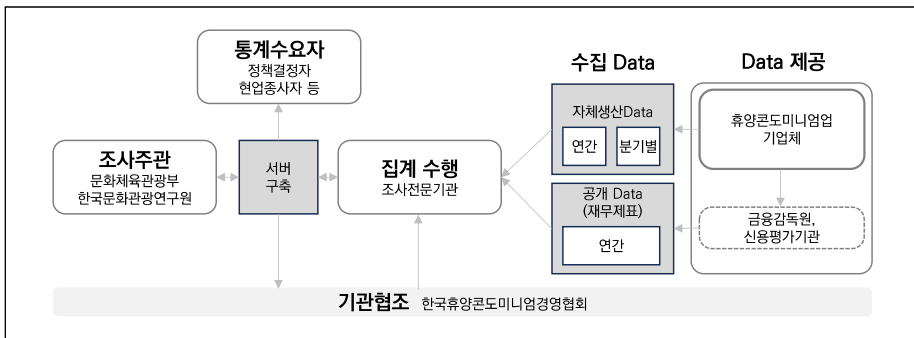 통계수요자
정책결정자
현업종사자 등
수집 Data
Data 제공
자체생산Data
연간
분기별
휴양콘도미니엄업
기업체
조사주관
문화체육관광부
한국문화관광연구원
서버
구축
집계 수행
조사전문기관
공개 Data
(재무제표)
연간
금융감독원,
신용평가기관
기관협조 한국휴양콘도미니엄경영협회